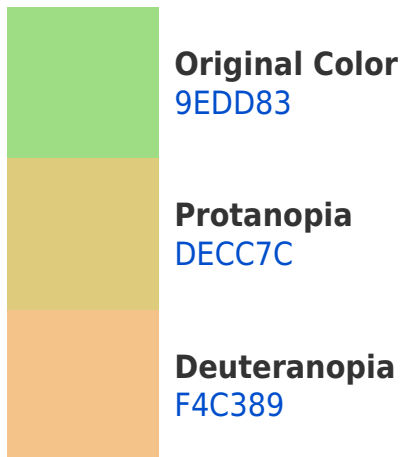 Original Color
9EDD83
Protanopia
DECC7C
Deuteranopia
F4C389